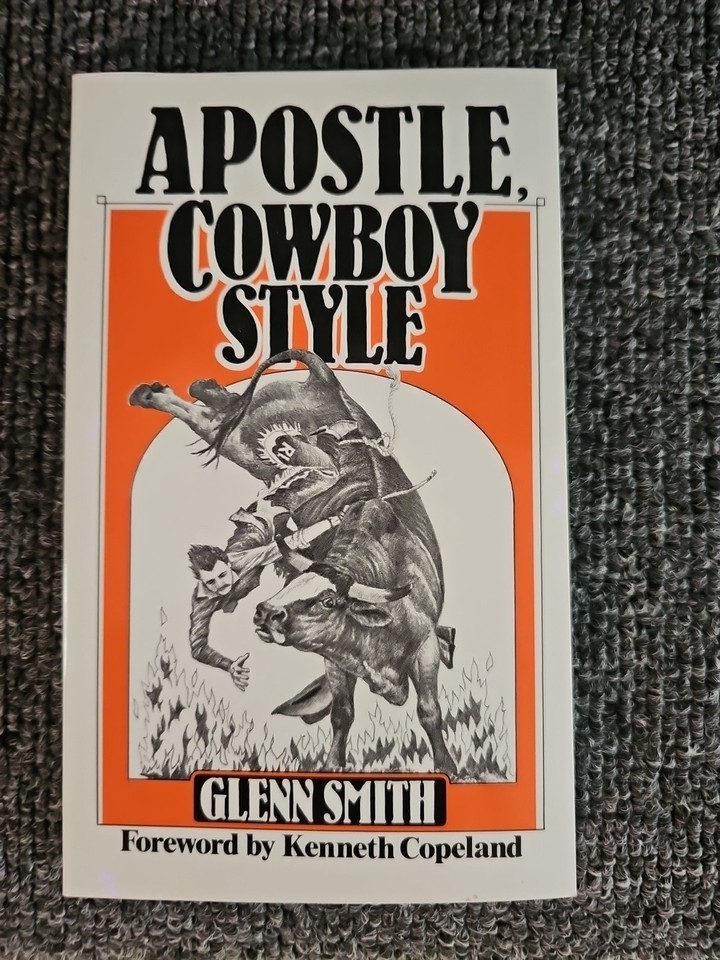 APOSTLE,
COWBOY
STYLE
GLENN SMITH
Foreword by Kenneth Copeland